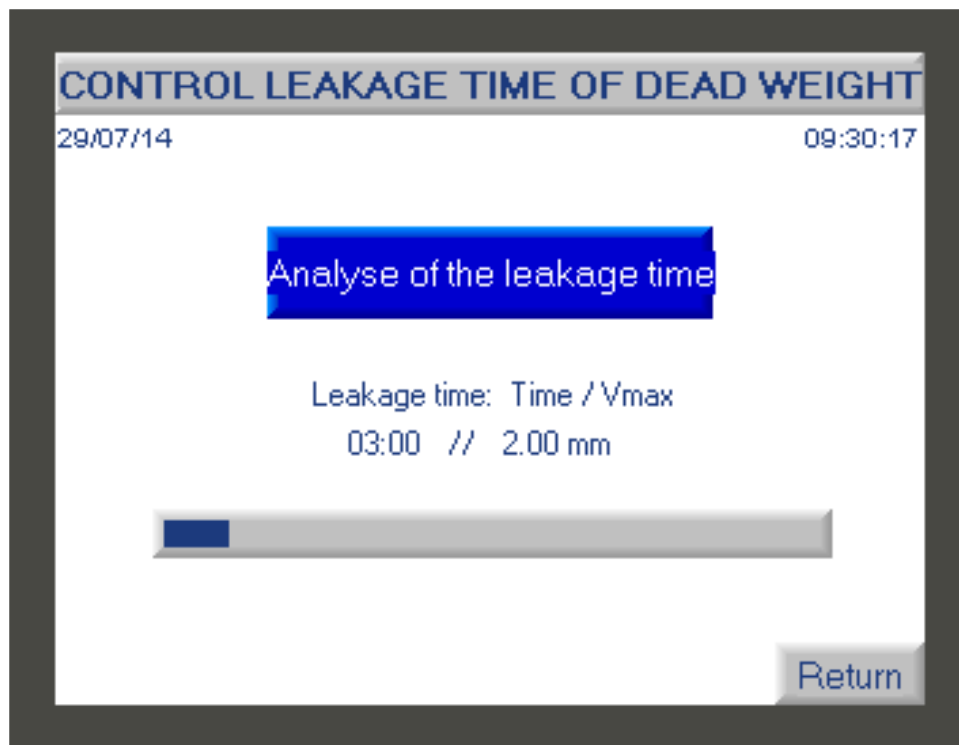 CONTROL LEAKAGE TIME OF DEAD WEIGHT
29/07/14 09:30:17
Analyse of the leakage time
Leakage time: Time / Vmax
03:00 // 2.00 mm
Return